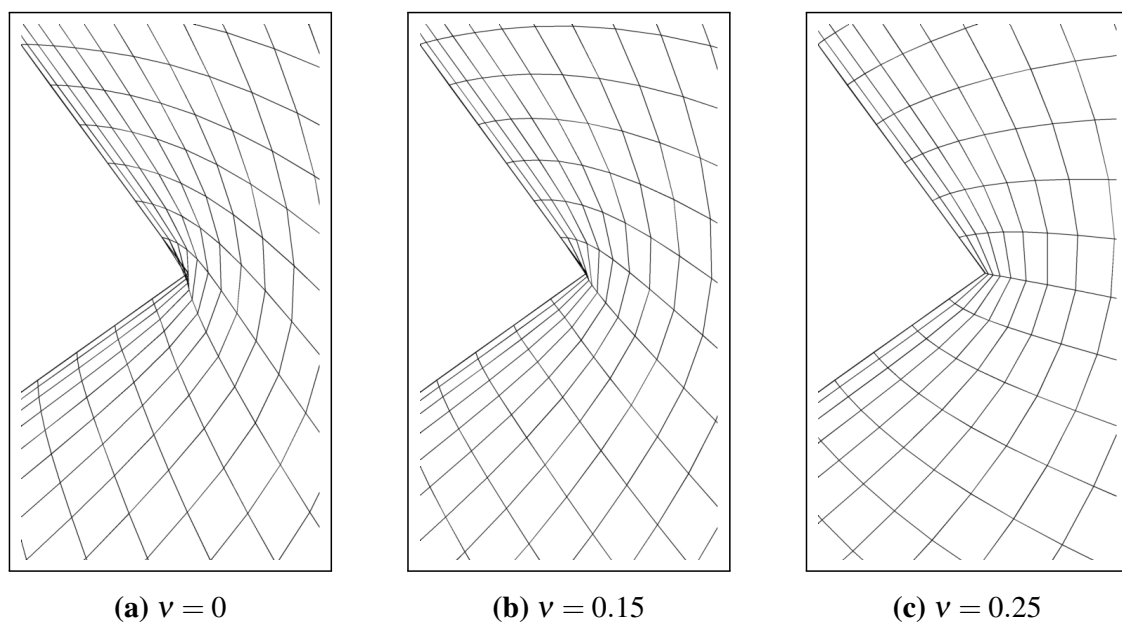 (a) ν = 0
(b) ν = 0.15
(c) ν = 0.25